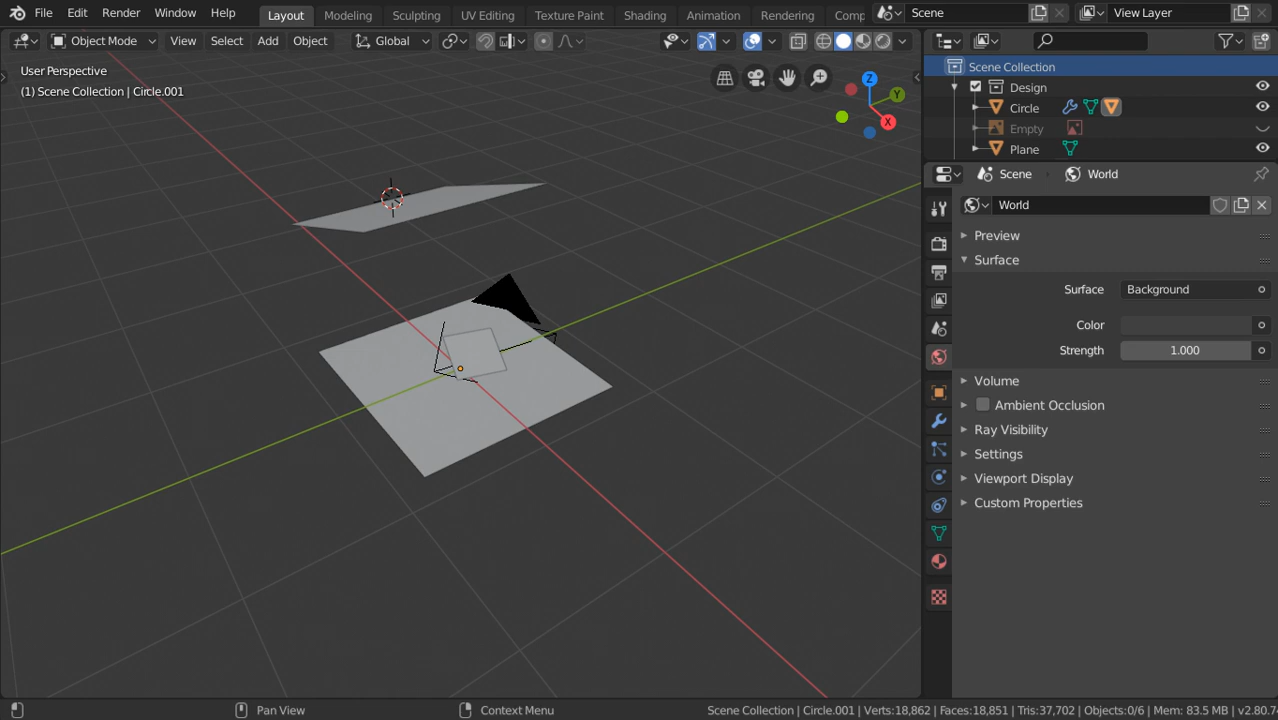 File Edit Render Window Help Layout Modeling Sculpting UV Editing Texture Paint Shading Animation Rendering Comp Scene View Layer
Object Mode View Select Add Object Global
User Perspective
(1) Scene Collection | Circle.001
Z
Y
X
Scene Collection
Design
Circle
Empty
Plane
Scene World
World
Preview
Surface
Surface Background
Color
Strength 1.000
Volume
Ambient Occlusion
Ray Visibility
Settings
Viewport Display
Custom Properties
Pan View Context Menu Scene Collection | Circle.001 | Verts:18,862 | Faces:18,851 | Tris:37,702 | Objects:0/6 | Mem: 83.5 MB | v2.80.7